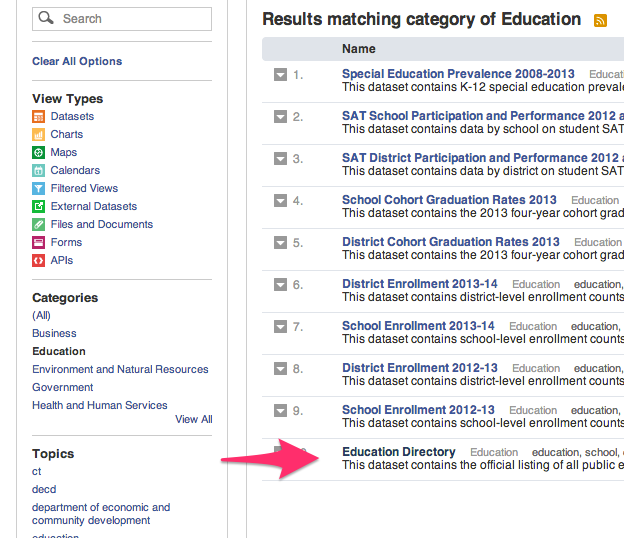 Search
Clear All Options
View Types
Datasets
Charts
Maps
Calendars
Filtered Views
External Datasets
Files and Documents
Forms
APIs
Categories
(All)
Business
Education
Environment and Natural Resources
Government
Health and Human Services
View All
Topics
ct
decd
department of economic and
community development
education
Results matching category of Education
Name
1. Special Education Prevalence 2008-2013
This dataset contains K-12 special education
2. SAT School Participation and Performance 2012
This dataset contains data by school on student SAT
3. SAT District Participation and Performance 2012
This dataset contains data by district on student SAT
4. School Cohort Graduation Rates 2013 Education
This dataset contains the 2013 four-year cohort
5. District Cohort Graduation Rates 2013 Education
This dataset contains the 2013 four-year cohort
6. District Enrollment 2013-14 Education education,
This dataset contains district-level enrollment counts
7. School Enrollment 2013-14 Education education,
This dataset contains school-level enrollment counts
8. District Enrollment 2012-13 Education education,
This dataset contains district-level enrollment counts
9. School Enrollment 2012-13 Education education,
This dataset contains school-level enrollment counts
Education Directory Education education, school,
This dataset contains the official listing of all public